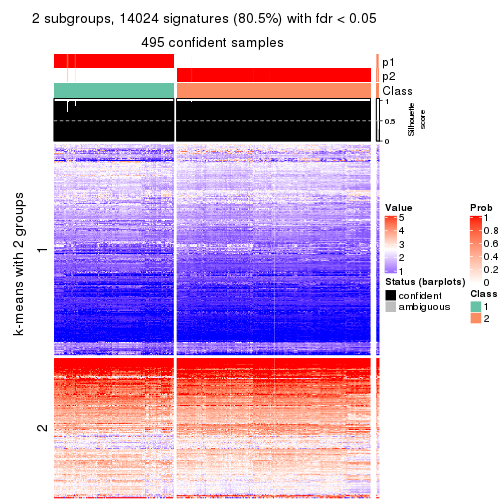 2 subgroups, 14024 signatures (80.5%) with fdr < 0.05
495 confident samples
p1
p2
Class
1
0.5
0
Silhouette
score
k-means with 2 groups
1
2
Value
5
4
3
2
1
Status (barplots)
confident
ambiguous
Prob
1
0.8
0.6
0.4
0.2
0
Class
1
2